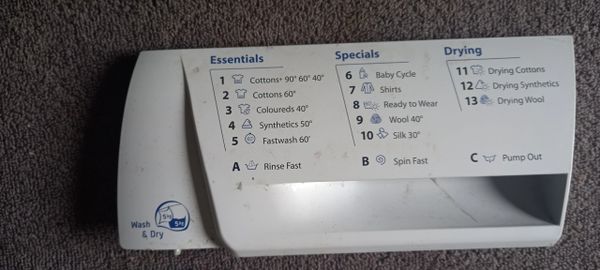 Essentials
1 Cottons+ 90° 60° 40°
2 Cottons 60°
3 Coloureds 40°
4 Synthetics 50°
5 Fastwash 60'
A Rinse Fast
Specials
6 Baby Cycle
7 Shirts
8 Ready to Wear
9 Wool 40°
10 Silk 30°
B Spin Fast
Drying
11 Drying Cottons
12 Drying Synthetics
13 Drying Wool
C Pump Out
Wash
& Dry
5kg
5kg